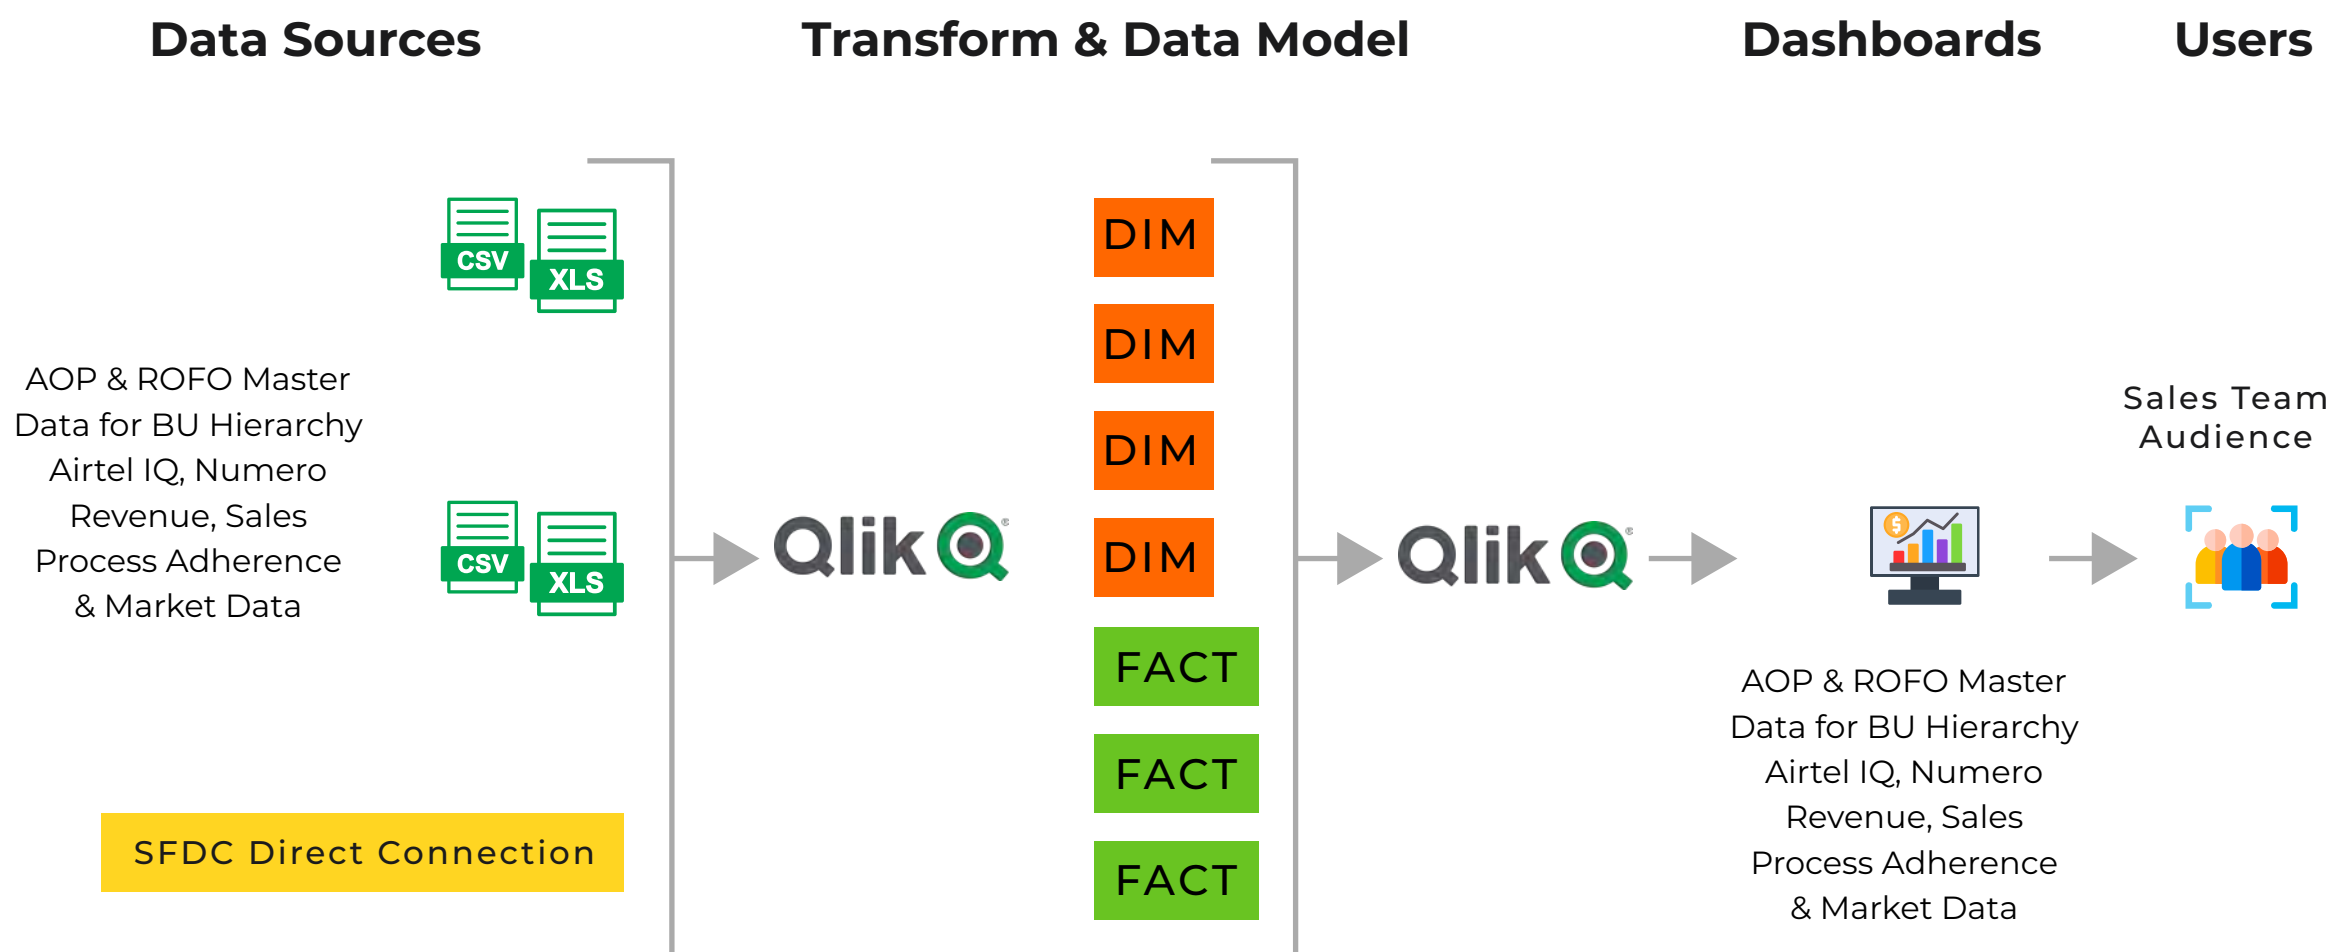 Data Sources
Transform & Data Model
Dashboards
Users
CSV
XLS
AOP & ROFO Master
Data for BU Hierarchy
Airtel IQ, Numero
Revenue, Sales
Process Adherence
& Market Data
CSV
XLS
SFDC Direct Connection
Qlik
DIM
DIM
DIM
DIM
FACT
FACT
FACT
Qlik
AOP & ROFO Master
Data for BU Hierarchy
Airtel IQ, Numero
Revenue, Sales
Process Adherence
& Market Data
Sales Team
Audience